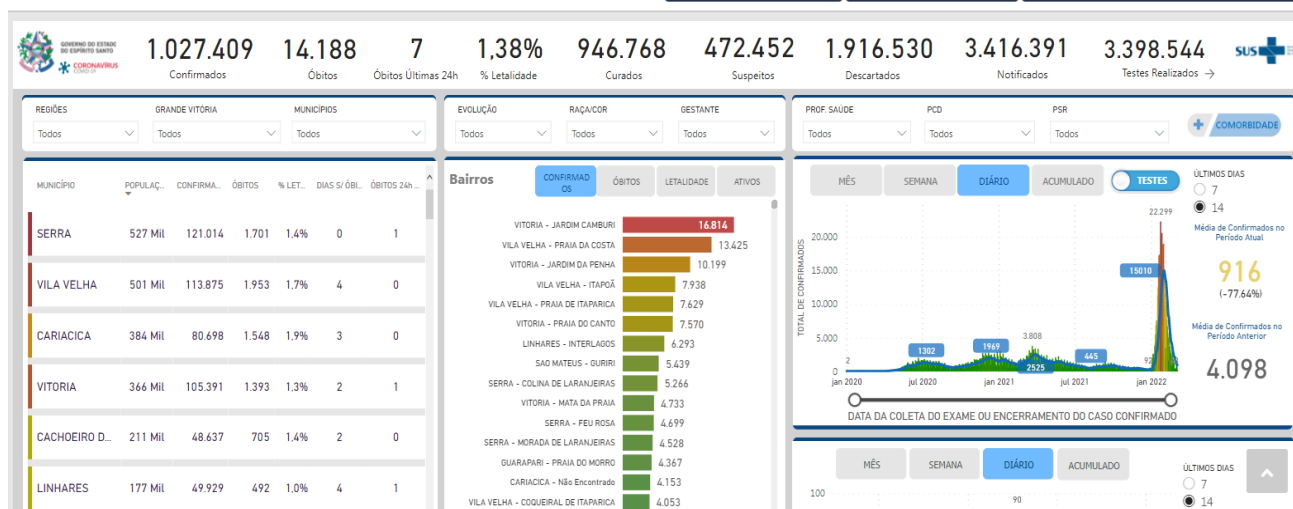 GOVERNO DO ESTADO
DO ESPÍRITO SANTO
CORONAVÍRUS
COVID-19
1.027.409
Confirmados
14.188
Óbitos
7
Óbitos Últimas 24h
1,38%
% Letalidade
946.768
Curados
472.452
Suspeitos
1.916.530
Descartados
3.416.391
Notificados
3.398.544
Testes Realizados →
SUS
REGIÕES GRANDE VITÓRIA MUNICÍPIOS
Todos Todos Todos
EVOLUÇÃO RAÇA/COR GESTANTE
Todos Todos Todos
PROF. SAÚDE PCD PSR
Todos Todos Todos
+ COMORBIDADE
MUNICÍPIO POPULAÇ... CONFIRMA... ÓBITOS % LET... DIAS S/ ÓBI... ÓBITOS 24h ...
SERRA 527 Mil 121.014 1.701 1,4% 0 1
VILA VELHA 501 Mil 113.875 1.953 1,7% 4 0
CARIACICA 384 Mil 80.698 1.548 1,9% 3 0
VITORIA 366 Mil 105.391 1.393 1,3% 2 1
CACHOEIRO D... 211 Mil 48.637 705 1,4% 2 0
LINHARES 177 Mil 49.929 492 1,0% 4 1
Bairros
CONFIRMAD
OS
ÓBITOS LETALIDADE ATIVOS
VITORIA - JARDIM CAMBURI 16.814
VILA VELHA - PRAIA DA COSTA 13.425
VITORIA - JARDIM DA PENHA 10.199
VILA VELHA - ITAPOÃ 7.938
VILA VELHA - PRAIA DE ITAPARICA 7.629
VITORIA - PRAIA DO CANTO 7.570
LINHARES - INTERLAGOS 6.293
SAO MATEUS - GURIRI 5.439
SERRA - COLINA DE LARANJEIRAS 5.266
VITORIA - MATA DA PRAIA 4.733
SERRA - FEU ROSA 4.699
SERRA - MORADA DE LARANJEIRAS 4.528
GUARAPARI - PRAIA DO MORRO 4.367
CARIACICA - Não Encontrado 4.153
VILA VELHA - COQUEIRAL DE ITAPARICA 4.053
MÊS SEMANA DIÁRIO ACUMULADO TESTES
ÚLTIMOS DIAS
7
14
TOTAL DE CONFIRMADOS
20.000
15.000
10.000
5.000
0
2
1302
1969
3.808
2525
445
15010
22.299
jan 2020 jul 2020 jan 2021 jul 2021 jan 2022
DATA DA COLETA DO EXAME OU ENCERRAMENTO DO CASO CONFIRMADO
Média de Confirmados no
Período Atual
916
(-77.64%)
Média de Confirmados no
Período Anterior
4.098
MÊS SEMANA DIÁRIO ACUMULADO
ÚLTIMOS DIAS
7
14
100
90